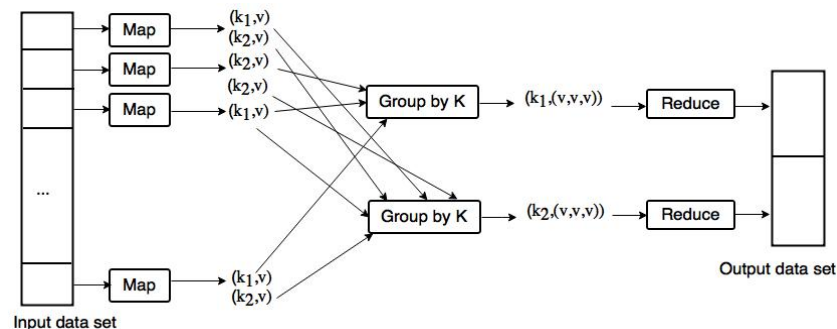 Map
(k1,v)
(k2,v)
Map
(k2,v)
(k2,v)
Map
(k1,v)
Group by K
(k1,(v,v,v))
Reduce
...
Group by K
(k2,(v,v,v))
Reduce
Map
(k1,v)
(k2,v)
Input data set
Output data set